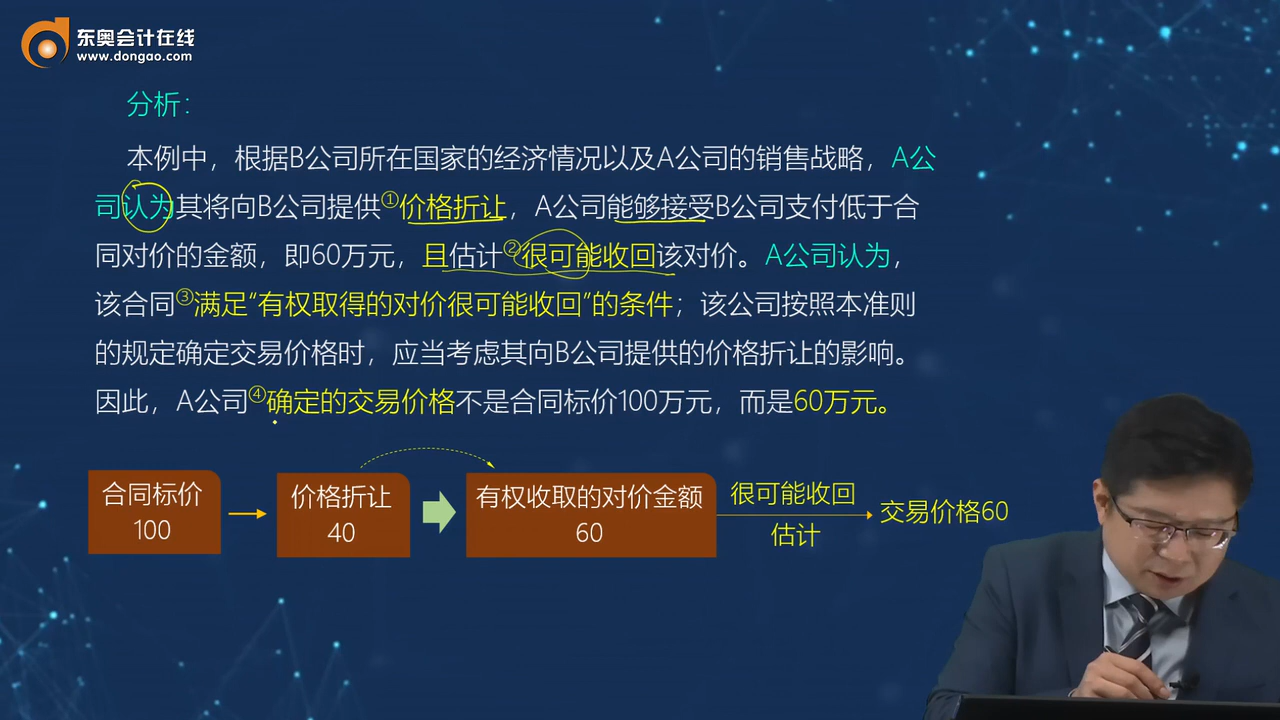 东奥会计在线
www.dongao.com
分析：
本例中，根据B公司所在国家的经济情况以及A公司的销售战略，A公
司认为其将向B公司提供①价格折让，A公司能够接受B公司支付低于合
同对价的金额，即60万元，且估计②很可能收回该对价。A公司认为，
该合同③满足“有权取得的对价很可能收回”的条件；该公司按照本准则
的规定确定交易价格时，应当考虑其向B公司提供的价格折让的影响。
因此，A公司④确定的交易价格不是合同标价100万元，而是60万元。
合同标价
100
价格折让
40
有权收取的对价金额
60
很可能收回
估计
交易价格60